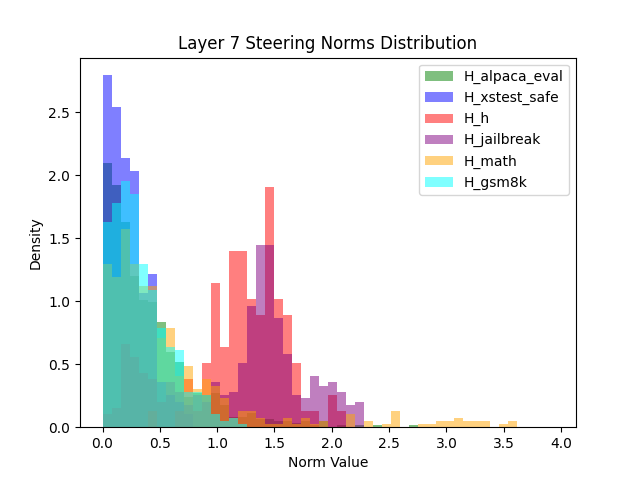 Layer 7 Steering Norms Distribution
H_alpaca_eval
H_xstest_safe
H_h
H_jailbreak
H_math
H_gsm8k
Density
2.5
2.0
1.5
1.0
0.5
0.0
0.0 0.5 1.0 1.5 2.0 2.5 3.0 3.5 4.0
Norm Value